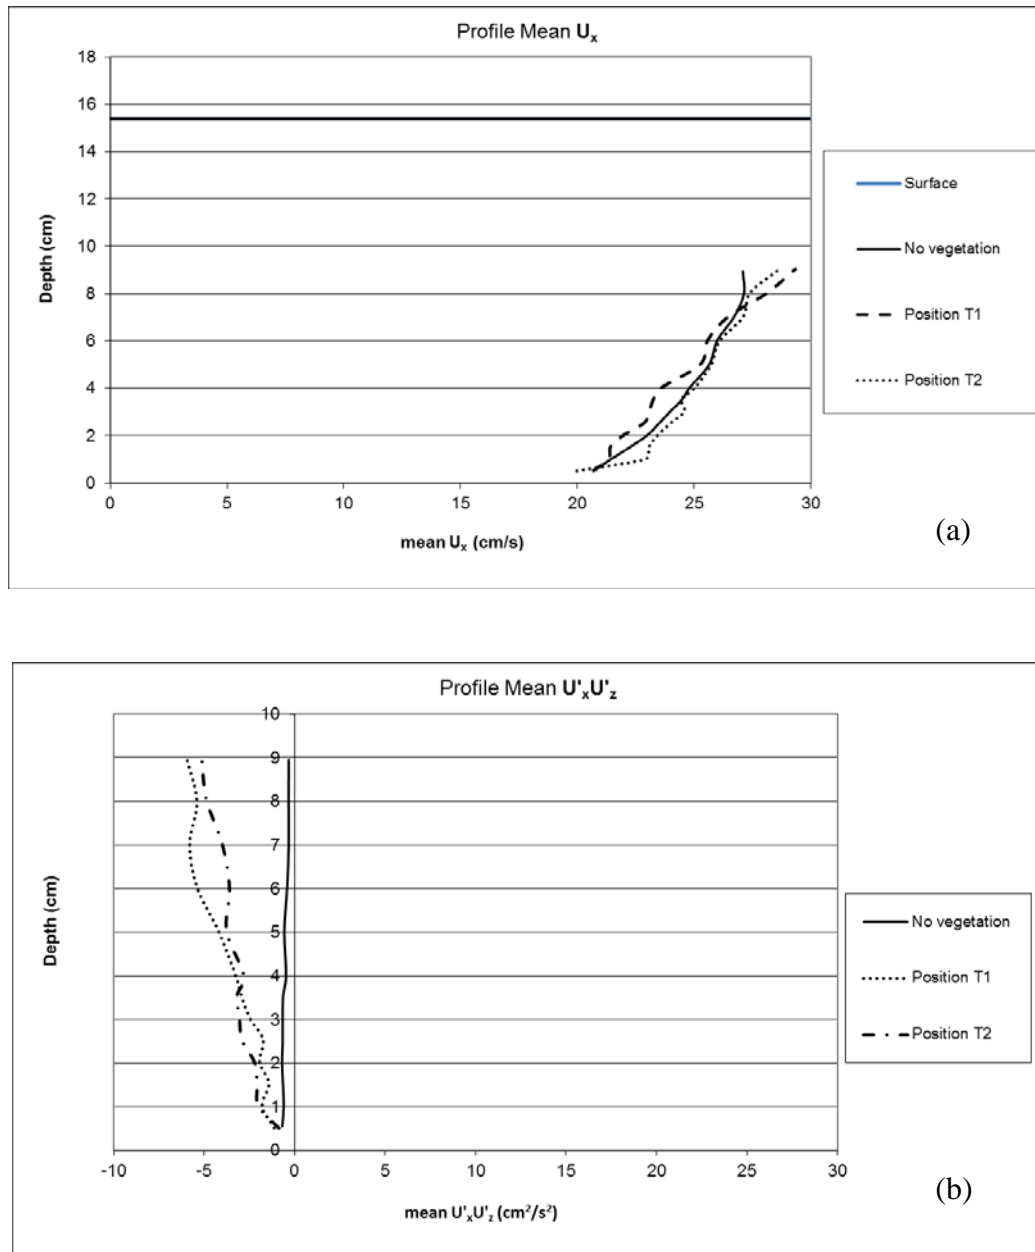 Profile Mean Ux
18
16
14
12
10
8
6
4
2
0
Depth (cm)
0 5 10 15 20 25 30
mean Ux (cm/s)
Surface
No vegetation
Position T1
Position T2
(a)
Profile Mean U'xU'z
10
9
8
7
6
5
4
3
2
1
0
Depth (cm)
-10 -5 0 5 10 15 20 25 30
mean U'xU'z (cm²/s²)
No vegetation
Position T1
Position T2
(b)